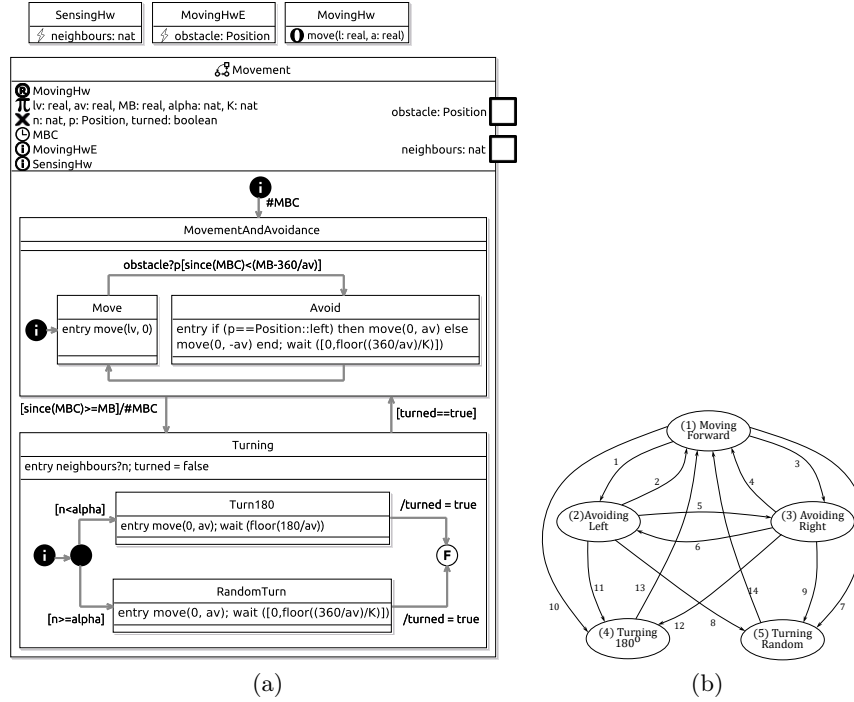 SensingHw
neighbours: nat
MovingHwE
obstacle: Position
MovingHw
O move(l: real, a: real)
Movement
R MovingHw
π lv: real, av: real, MB: real, alpha: nat, K: nat
X n: nat, p: Position, turned: boolean
MBC
i MovingHwE
i SensingHw
obstacle: Position
neighbours: nat
i
#MBC
MovementAndAvoidance
obstacle?p[since(MBC)<(MB-360/av)]
i
Move
entry move(lv, 0)
Avoid
entry if (p==Position::left) then move(0, av) else
move(0, -av) end; wait ([0,floor((360/av)/K)])
[since(MBC)>=MB]/#MBC
[turned==true]
Turning
entry neighbours?n; turned = false
[n<alpha]
Turn180
entry move(0, av); wait (floor(180/av))
/turned = true
i
F
RandomTurn
entry move(0, av); wait ([0,floor((360/av)/K)])
[n>=alpha]
/turned = true
(a)
(1) Moving
Forward
1
2
3
4
(2)Avoiding
Left
5
(3) Avoiding
Right
6
11
13
14
9
10
12
8
7
(4) Turning
180⁰
(5) Turning
Random
(b)